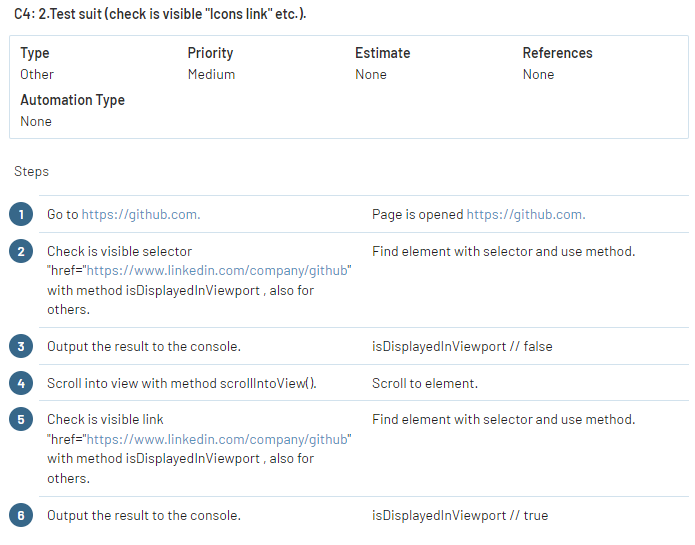 C4: 2.Test suit (check is visible "Icons link" etc.).
Type Priority Estimate References
Other Medium None None
Automation Type
None
Steps
1 Go to https://github.com. Page is opened https://github.com.
2 Check is visible selector Find element with selector and use method.
"href="https://www.linkedin.com/company/github"
with method isDisplayedInViewport , also for
others.
3 Output the result to the console. isDisplayedInViewport // false
4 Scroll into view with method scrollIntoView(). Scroll to element.
5 Check is visible link Find element with selector and use method.
"href="https://www.linkedin.com/company/github"
with method isDisplayedInViewport , also for
others.
6 Output the result to the console. isDisplayedInViewport // true